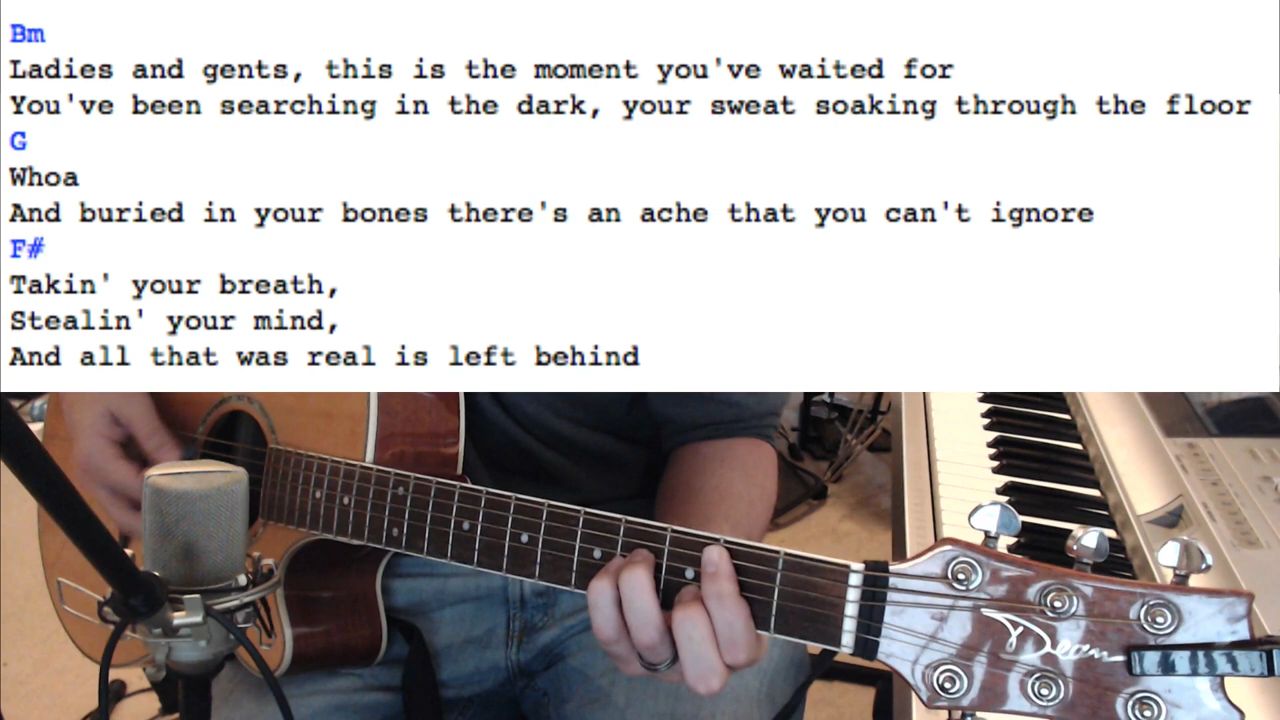 Bm
Ladies and gents, this is the moment you've waited for
You've been searching in the dark, your sweat soaking through the floor
G
Whoa
And buried in your bones there's an ache that you can't ignore
F#
Takin' your breath,
Stealin' your mind,
And all that was real is left behind
Dean